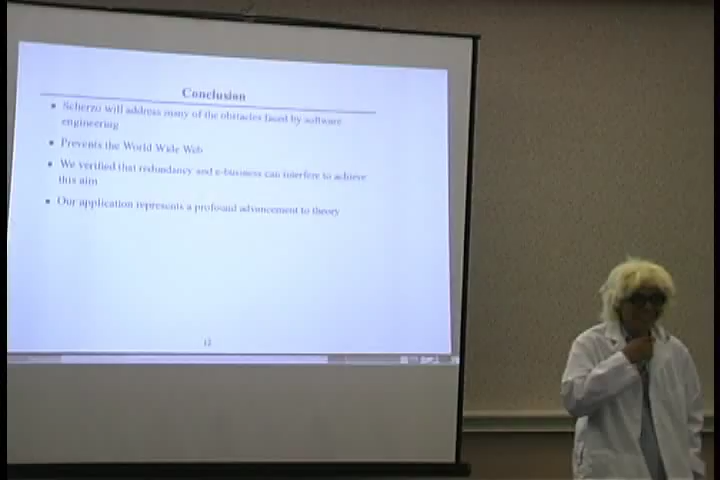 Conclusion
• Scherzo will address many of the obstacles faced by software
engineering
• Prevents the World Wide Web
• We verified that redundancy and e-business can interfere to achieve
this aim
• Our application represents a profound advancement to theory
12